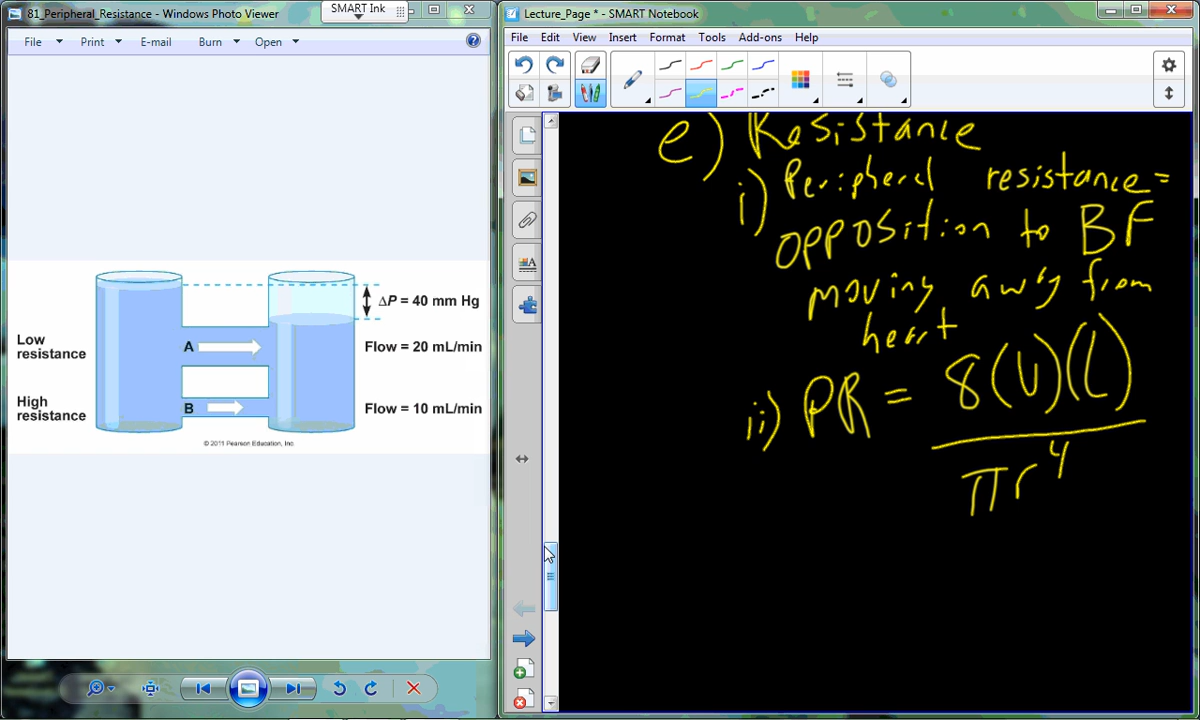 81_Peripheral_Resistance - Windows Photo Viewer
SMART Ink
File Print E-mail Burn Open
Low
resistance
High
resistance
A
B
ΔP = 40 mm Hg
Flow = 20 mL/min
Flow = 10 mL/min
© 2011 Pearson Education, Inc.
Lecture_Page * - SMART Notebook
File Edit View Insert Format Tools Add-ons Help
e) Resistance
i) Peripheral resistance =
opposition to BF
moving away from
heart
ii) PR = 8(V)(L)
πr⁴